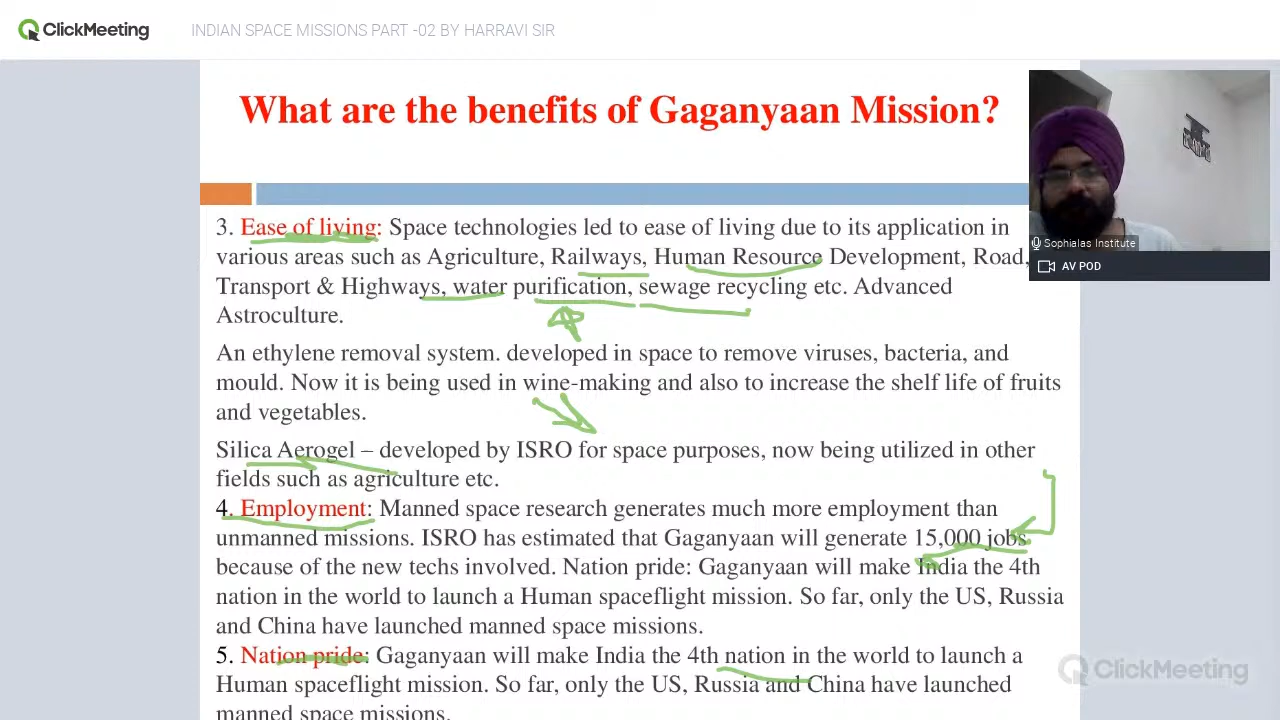 ClickMeeting
INDIAN SPACE MISSIONS PART -02 BY HARRAVI SIR
What are the benefits of Gaganyaan Mission?
3. Ease of living: Space technologies led to ease of living due to its application in
various areas such as Agriculture, Railways, Human Resource Development, Road,
Transport & Highways, water purification, sewage recycling etc. Advanced
Astroculture.
An ethylene removal system. developed in space to remove viruses, bacteria, and
mould. Now it is being used in wine-making and also to increase the shelf life of fruits
and vegetables.
Silica Aerogel – developed by ISRO for space purposes, now being utilized in other
fields such as agriculture etc.
4. Employment: Manned space research generates much more employment than
unmanned missions. ISRO has estimated that Gaganyaan will generate 15,000 jobs
because of the new techs involved. Nation pride: Gaganyaan will make India the 4th
nation in the world to launch a Human spaceflight mission. So far, only the US, Russia
and China have launched manned space missions.
5. Nation pride: Gaganyaan will make India the 4th nation in the world to launch a
Human spaceflight mission. So far, only the US, Russia and China have launched
manned space missions.
Sophialas Institute
AV POD
ClickMeeting